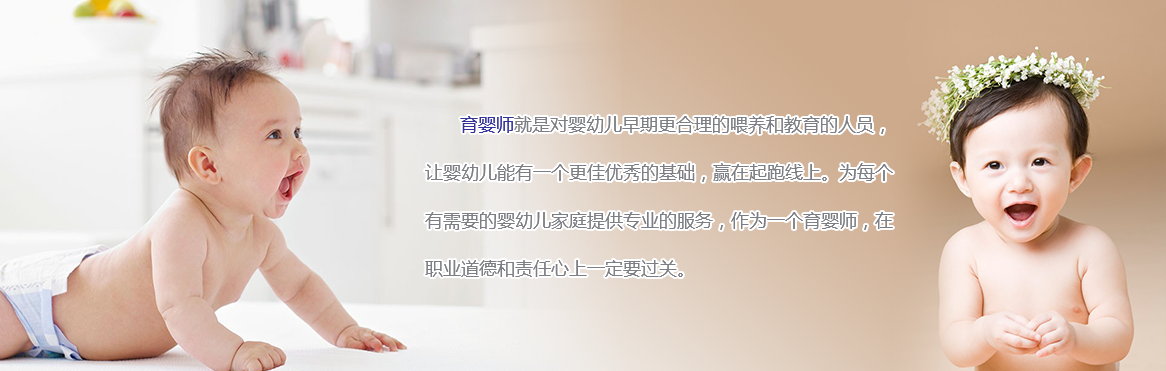 育婴师就是对婴幼儿早期更合理的喂养和教育的人员，
让婴幼儿能有一个更佳优秀的基础，赢在起跑线上。为每个
有需要的婴幼儿家庭提供专业的服务，作为一个育婴师，在
职业道德和责任心上一定要过关。